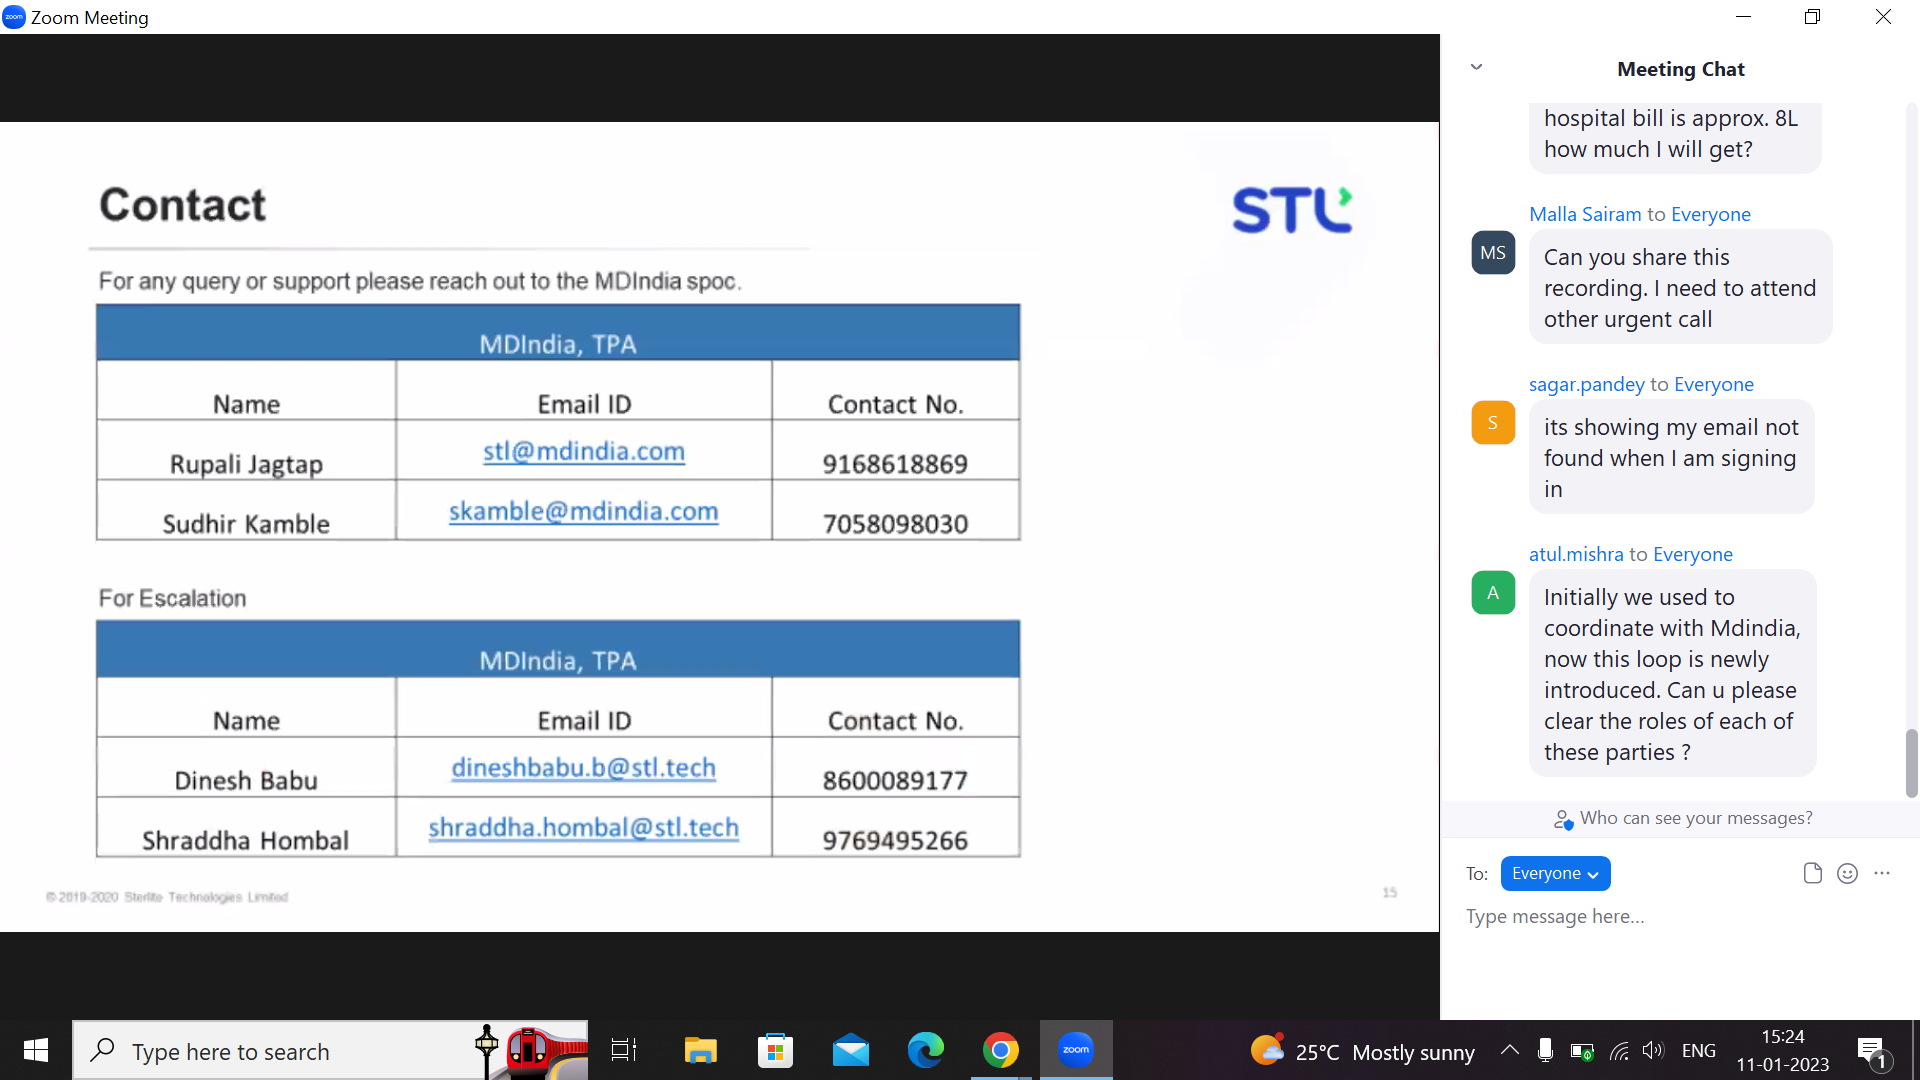 zoom Zoom Meeting
Contact
STL
For any query or support please reach out to the MDIndia spoc.
MDIndia, TPA
Name Email ID Contact No.
Rupali Jagtap stl@mdindia.com 9168618869
Sudhir Kamble skamble@mdindia.com 7058098030
For Escalation
MDIndia, TPA
Name Email ID Contact No.
Dinesh Babu dineshbabu.b@stl.tech 8600089177
Shraddha Hombal shraddha.hombal@stl.tech 9769495266
© 2019-2020 Sterlite Technologies Limited
15
Meeting Chat
hospital bill is approx. 8L
how much I will get?
Malla Sairam to Everyone
MS
Can you share this
recording. I need to attend
other urgent call
sagar.pandey to Everyone
S
its showing my email not
found when I am signing
in
atul.mishra to Everyone
A
Initially we used to
coordinate with Mdindia,
now this loop is newly
introduced. Can u please
clear the roles of each of
these parties ?
Who can see your messages?
To: Everyone
Type message here...
Type here to search
zoom
25°C Mostly sunny
ENG
15:24
11-01-2023
1